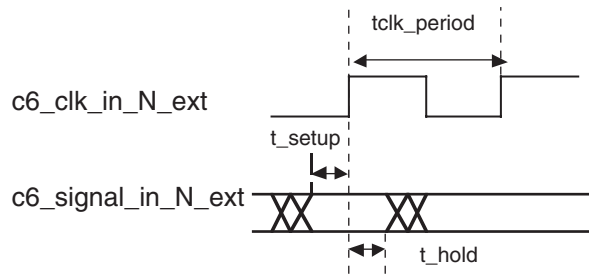 tclk_period
c6_clk_in_N_ext
t_setup
c6_signal_in_N_ext
t_hold